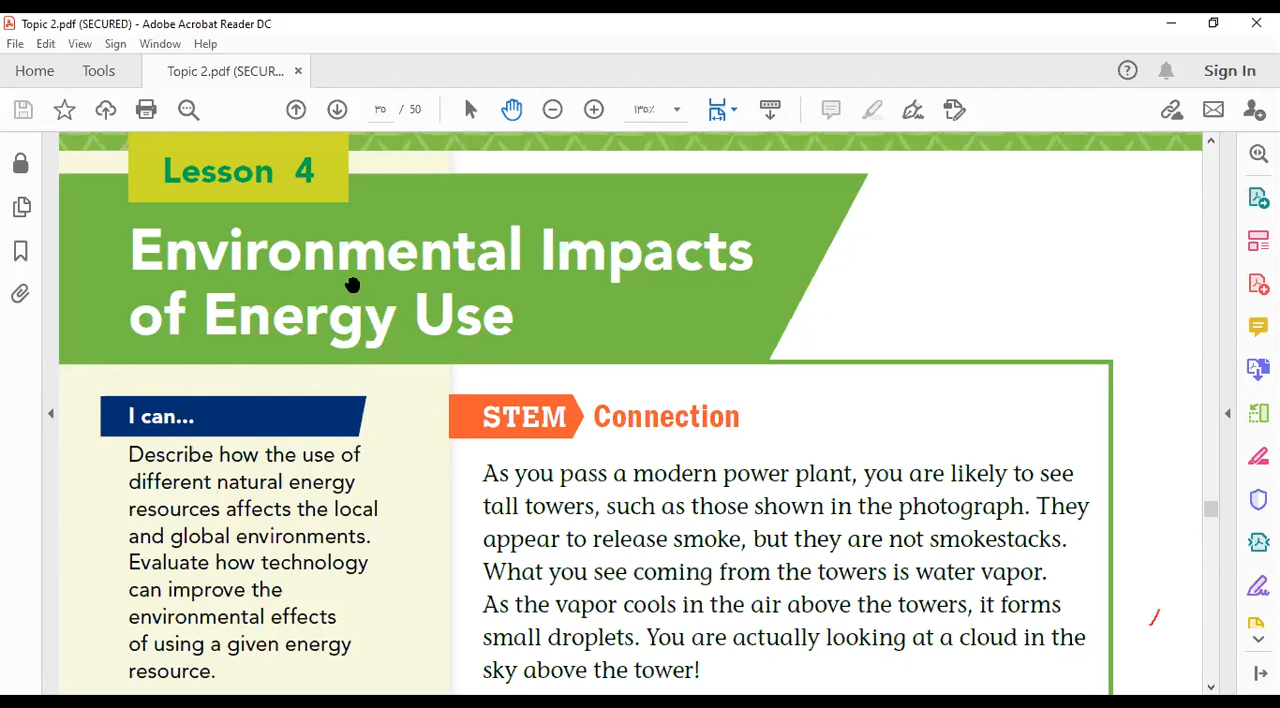 Topic 2.pdf (SECURED) - Adobe Acrobat Reader DC
File Edit View Sign Window Help
Home Tools Topic 2.pdf (SECUR... × Sign In
٣٥ / 50 ١٣٥٪
Lesson 4
Environmental Impacts
of Energy Use
I can...
Describe how the use of
different natural energy
resources affects the local
and global environments.
Evaluate how technology
can improve the
environmental effects
of using a given energy
resource.
STEM Connection
As you pass a modern power plant, you are likely to see
tall towers, such as those shown in the photograph. They
appear to release smoke, but they are not smokestacks.
What you see coming from the towers is water vapor.
As the vapor cools in the air above the towers, it forms
small droplets. You are actually looking at a cloud in the
sky above the tower!